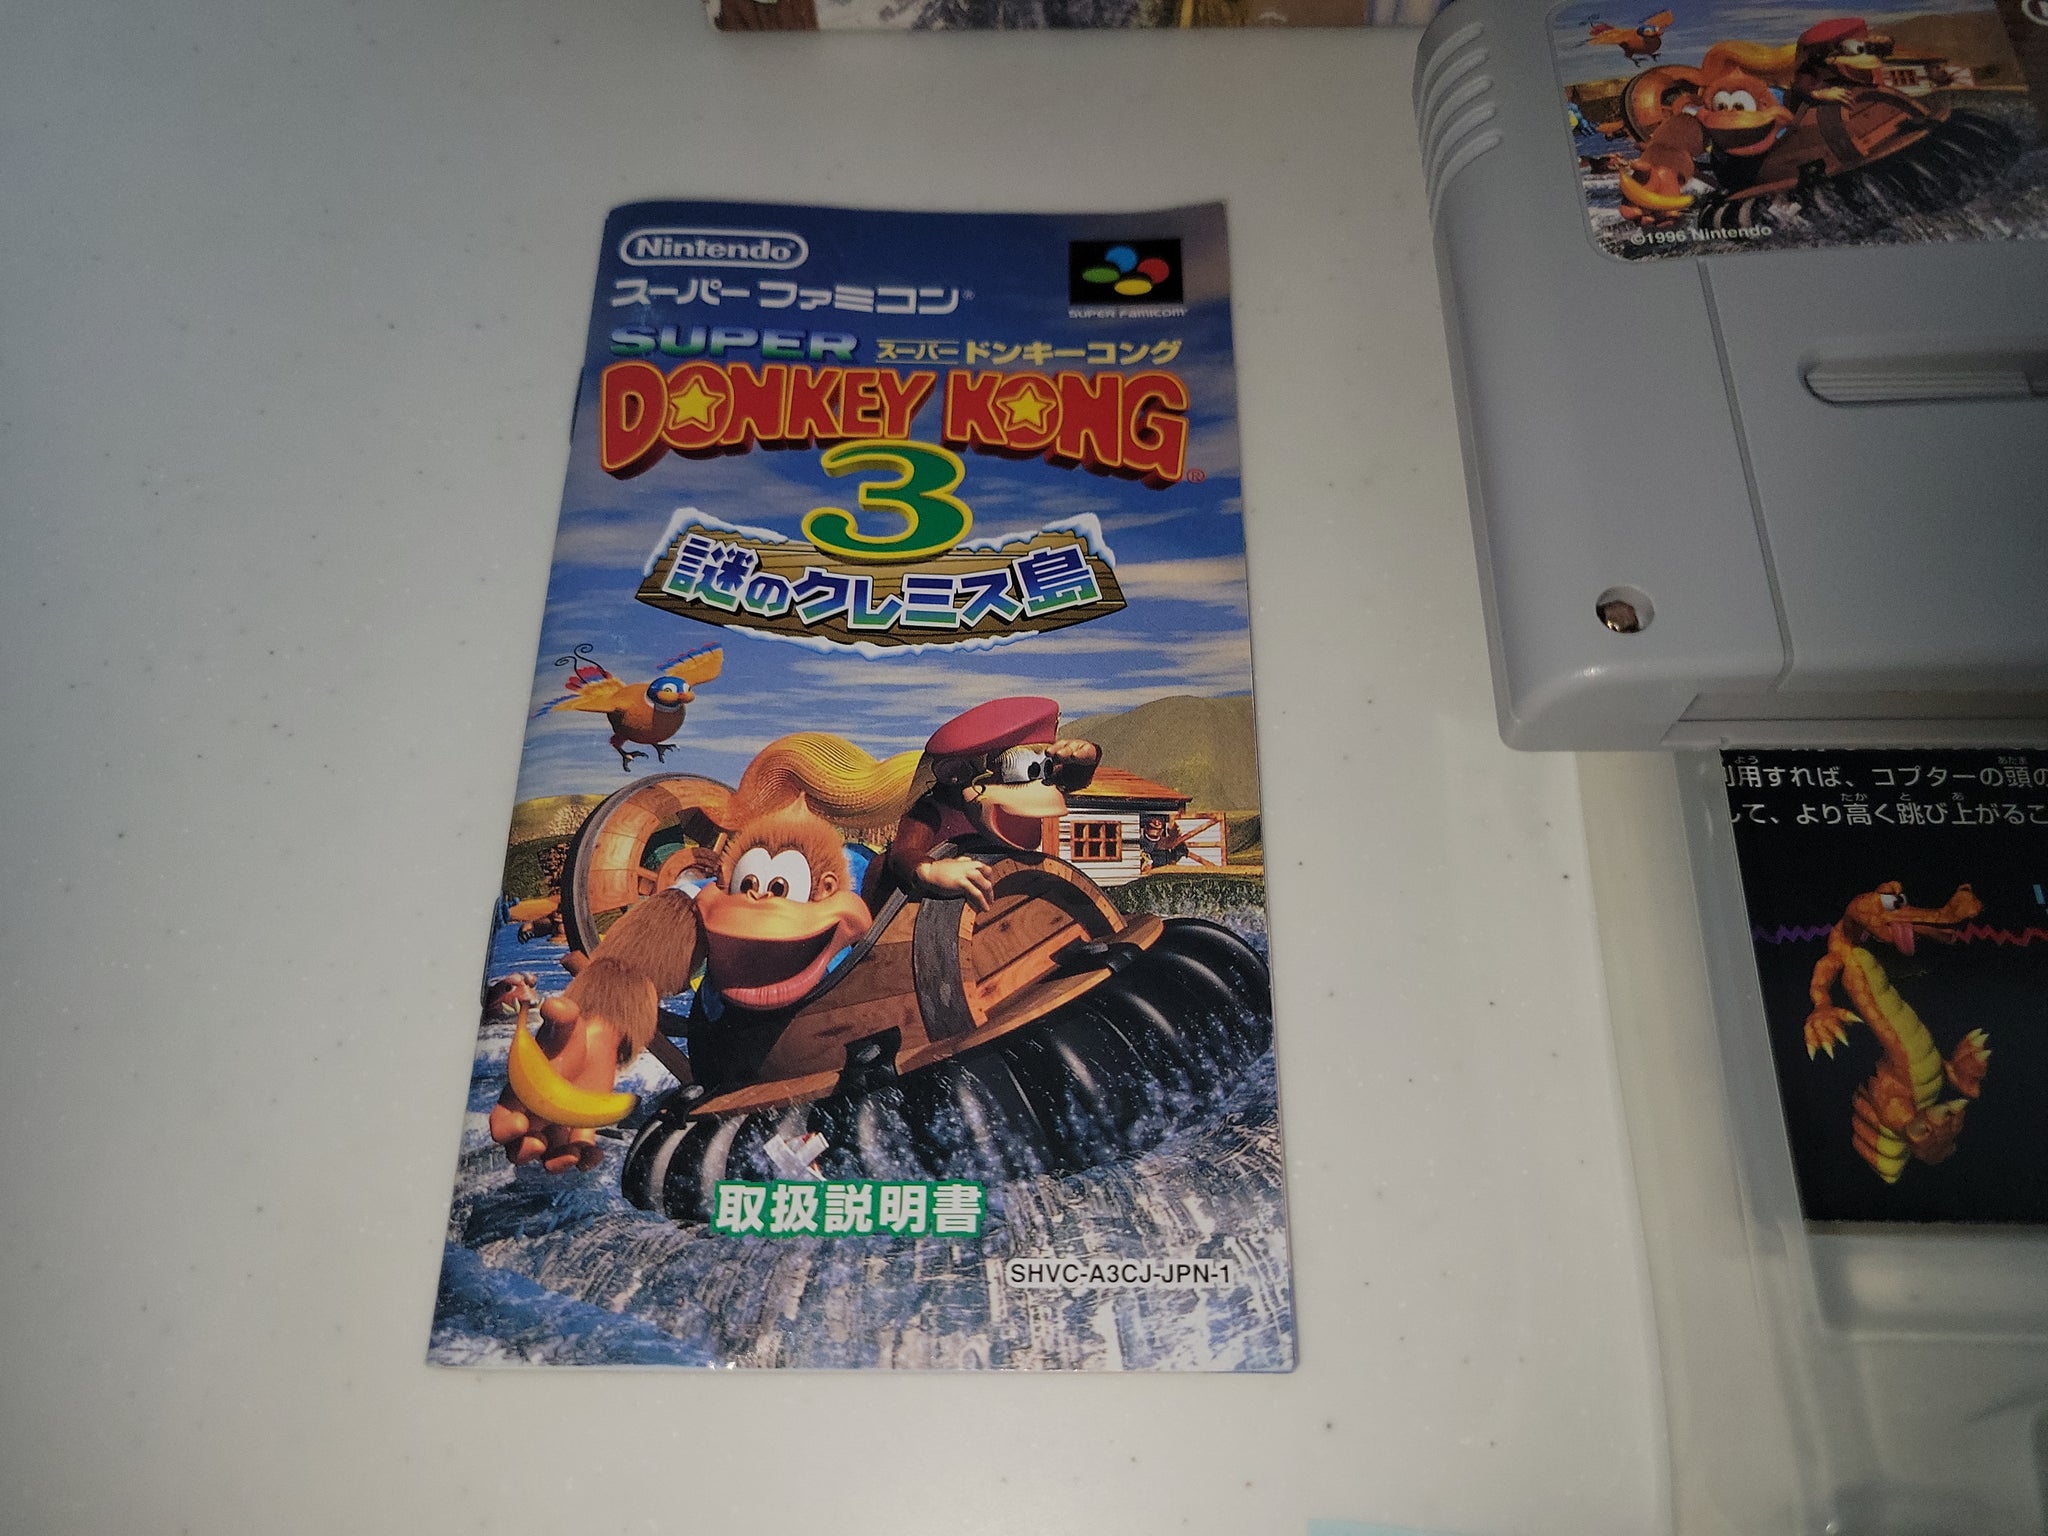 Nintendo®
スーパーファミコン®
SUPER FAMICOM
SUPER スーパードンキーコング
DONKEY KONG®
3
謎のクレミス島
取扱説明書
SHVC-A3CJ-JPN-1
©1996 Nintendo
用すれば、コプターの頭の
して、より高く跳び上がるこ